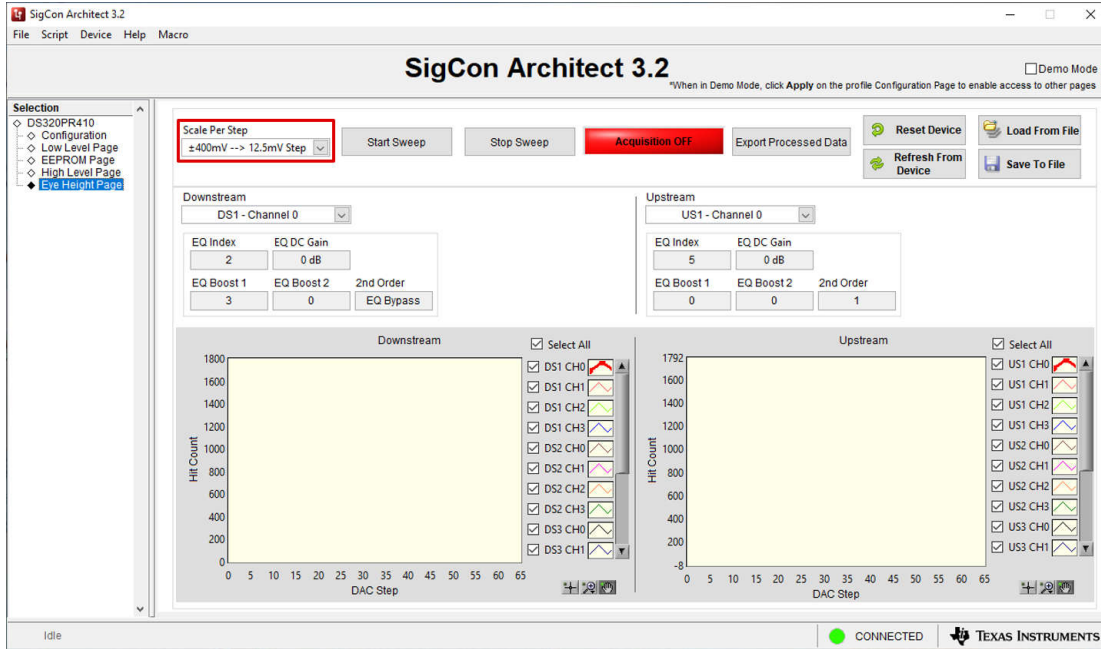 SigCon Architect 3.2
File Script Device Help Macro
SigCon Architect 3.2
Demo Mode
*When in Demo Mode, click Apply on the profile Configuration Page to enable access to other pages
Selection
DS320PR410
Configuration
Low Level Page
EEPROM Page
High Level Page
Eye Height Page
Scale Per Step
±400mV --> 12.5mV Step
Start Sweep
Stop Sweep
Acquisition OFF
Export Processed Data
Reset Device
Load From File
Refresh From Device
Save To File
Downstream
DS1 - Channel 0
EQ Index EQ DC Gain
2 0 dB
EQ Boost 1 EQ Boost 2 2nd Order
3 0 EQ Bypass
Upstream
US1 - Channel 0
EQ Index EQ DC Gain
5 0 dB
EQ Boost 1 EQ Boost 2 2nd Order
0 0 1
Downstream
Select All
1800
1600
1400
1200
1000
800
600
400
200
0
Hit Count
0 5 10 15 20 25 30 35 40 45 50 55 60 65
DAC Step
DS1 CH0
DS1 CH1
DS1 CH2
DS1 CH3
DS2 CH0
DS2 CH1
DS2 CH2
DS2 CH3
DS3 CH0
DS3 CH1
Upstream
Select All
1792
1600
1400
1200
1000
800
600
400
200
-8
Hit Count
0 5 10 15 20 25 30 35 40 45 50 55 60 65
DAC Step
US1 CH0
US1 CH1
US1 CH2
US1 CH3
US2 CH0
US2 CH1
US2 CH2
US2 CH3
US3 CH0
US3 CH1
Idle
CONNECTED
TEXAS INSTRUMENTS